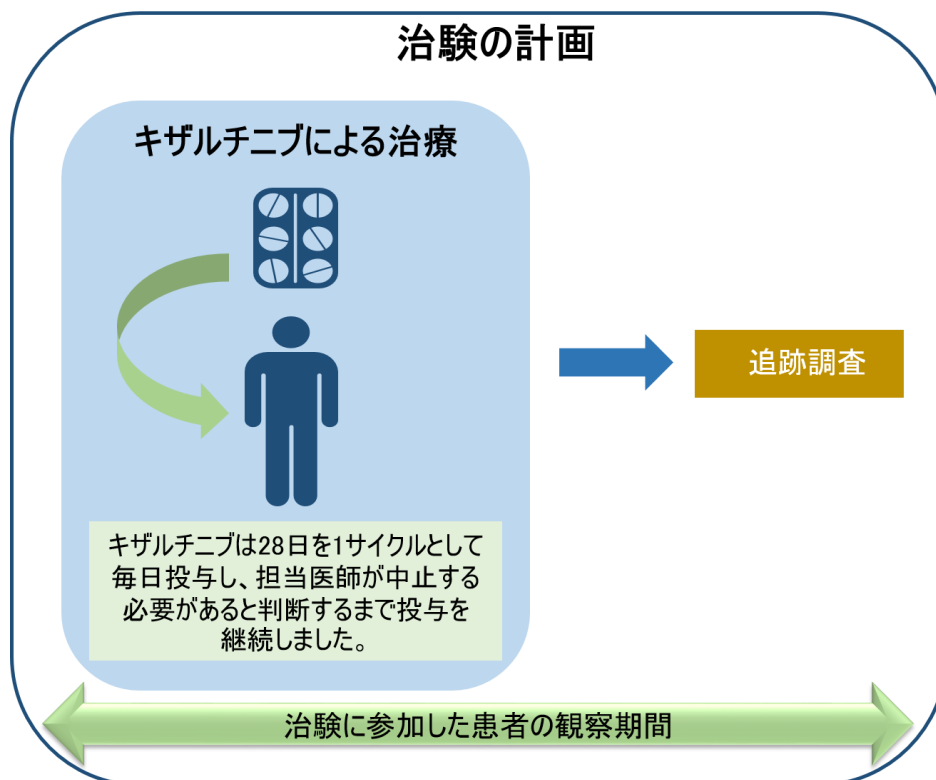 治験の計画
キザルチニブによる治療
追跡調査
キザルチニブは28日を1サイクルとして
毎日投与し、担当医師が中止する
必要があると判断するまで投与を
継続しました。
治験に参加した患者の観察期間